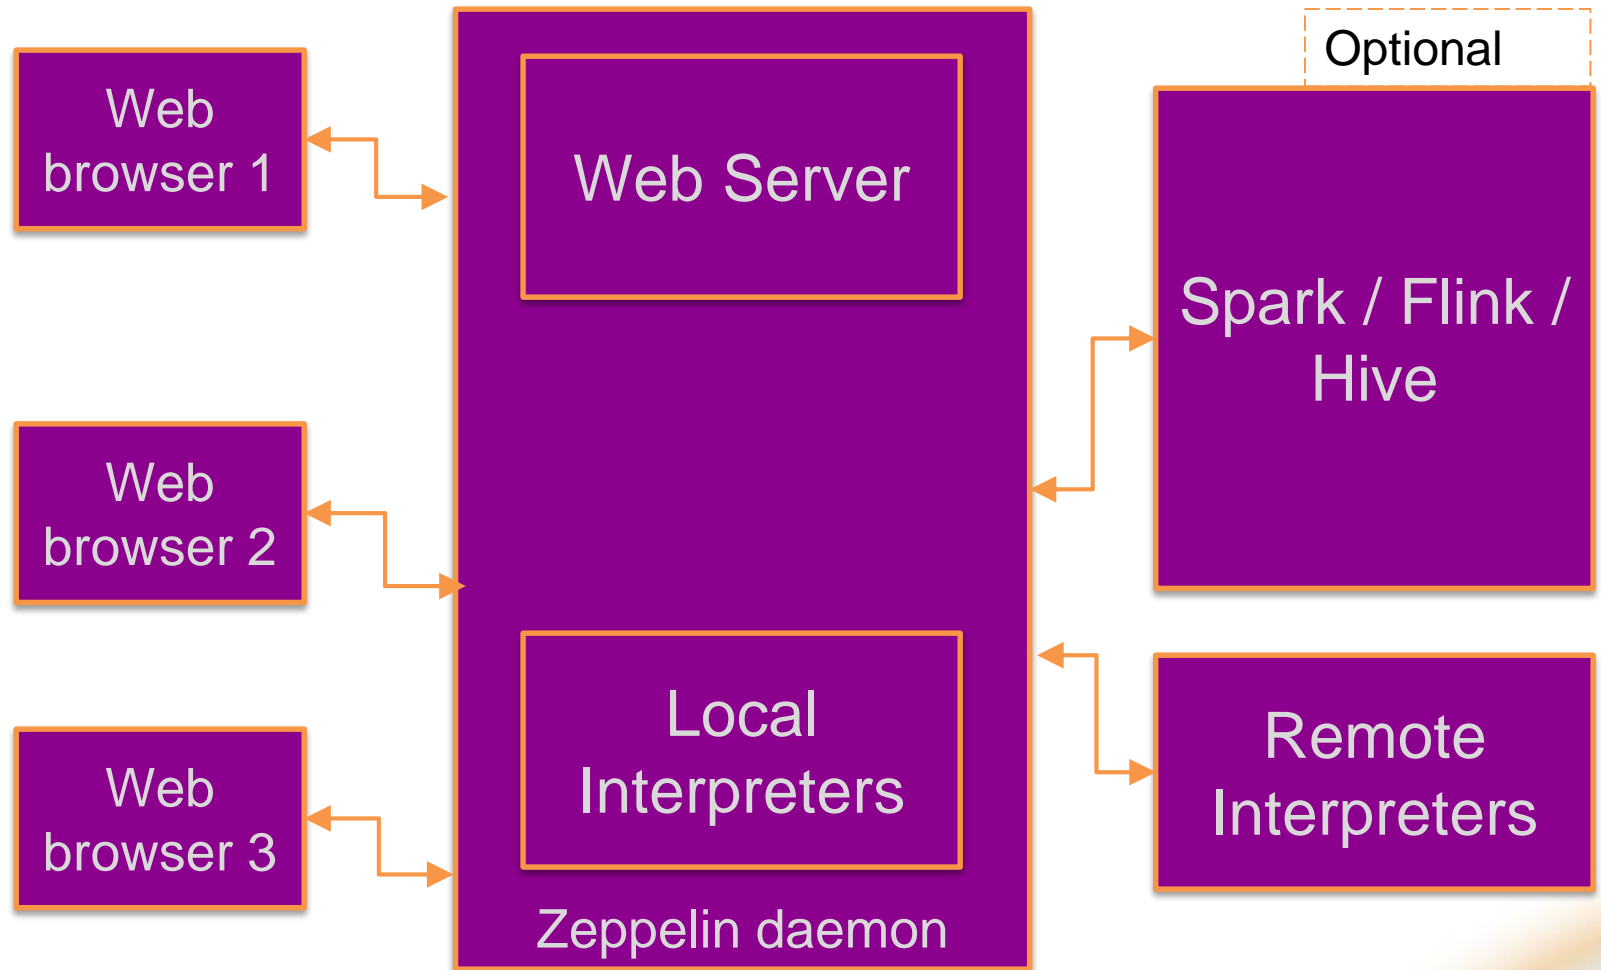 Web
browser 1
Web
browser 2
Web
browser 3
Web Server
Local
Interpreters
Zeppelin daemon
Optional
Spark / Flink /
Hive
Remote
Interpreters